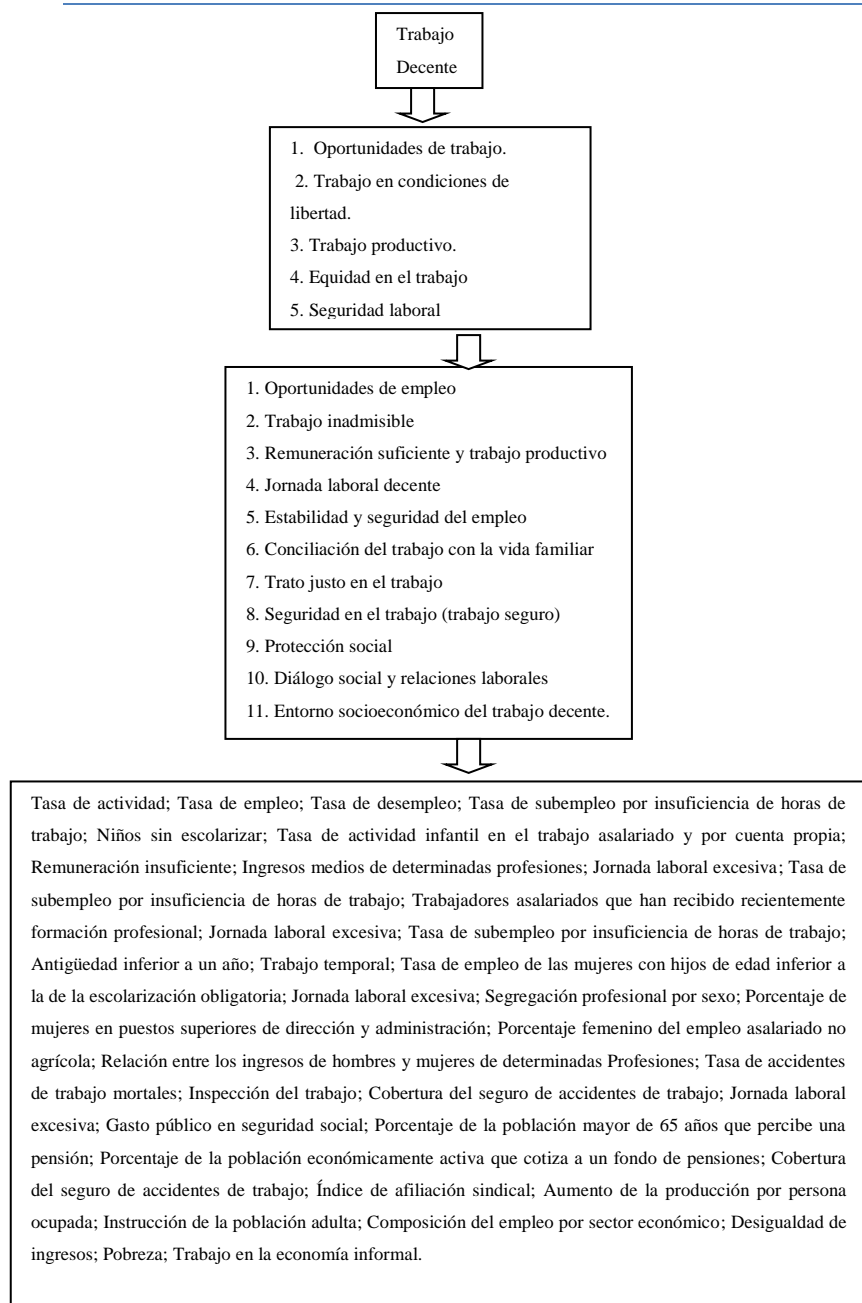 Trabajo
Decente
1. Oportunidades de trabajo.
2. Trabajo en condiciones de
libertad.
3. Trabajo productivo.
4. Equidad en el trabajo
5. Seguridad laboral
1. Oportunidades de empleo
2. Trabajo inadmisible
3. Remuneración suficiente y trabajo productivo
4. Jornada laboral decente
5. Estabilidad y seguridad del empleo
6. Conciliación del trabajo con la vida familiar
7. Trato justo en el trabajo
8. Seguridad en el trabajo (trabajo seguro)
9. Protección social
10. Diálogo social y relaciones laborales
11. Entorno socioeconómico del trabajo decente.
Tasa de actividad; Tasa de empleo; Tasa de desempleo; Tasa de subempleo por insuficiencia de horas de
trabajo; Niños sin escolarizar; Tasa de actividad infantil en el trabajo asalariado y por cuenta propia;
Remuneración insuficiente; Ingresos medios de determinadas profesiones; Jornada laboral excesiva; Tasa de
subempleo por insuficiencia de horas de trabajo; Trabajadores asalariados que han recibido recientemente
formación profesional; Jornada laboral excesiva; Tasa de subempleo por insuficiencia de horas de trabajo;
Antigüedad inferior a un año; Trabajo temporal; Tasa de empleo de las mujeres con hijos de edad inferior a
la de la escolarización obligatoria; Jornada laboral excesiva; Segregación profesional por sexo; Porcentaje de
mujeres en puestos superiores de dirección y administración; Porcentaje femenino del empleo asalariado no
agrícola; Relación entre los ingresos de hombres y mujeres de determinadas Profesiones; Tasa de accidentes
de trabajo mortales; Inspección del trabajo; Cobertura del seguro de accidentes de trabajo; Jornada laboral
excesiva; Gasto público en seguridad social; Porcentaje de la población mayor de 65 años que percibe una
pensión; Porcentaje de la población económicamente activa que cotiza a un fondo de pensiones; Cobertura
del seguro de accidentes de trabajo; Índice de afiliación sindical; Aumento de la producción por persona
ocupada; Instrucción de la población adulta; Composición del empleo por sector económico; Desigualdad de
ingresos; Pobreza; Trabajo en la economía informal.